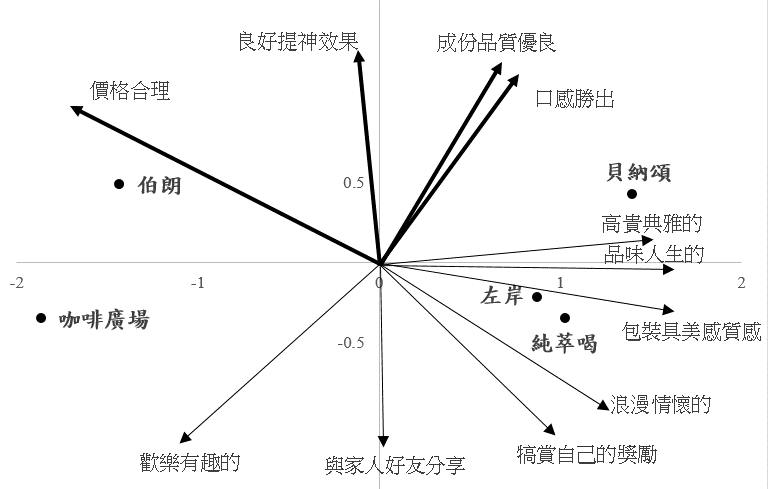 良好提神效果
成份品質優良
價格合理
口感勝出
貝納頌
0.5
伯朗
高貴典雅的
品味人生的
-2
-1
0
1
2
左岸
咖啡廣場
包裝具美感質感
-0.5
純萃喝
浪漫情懷的
犒賞自己的獎勵
歡樂有趣的
與家人好友分享